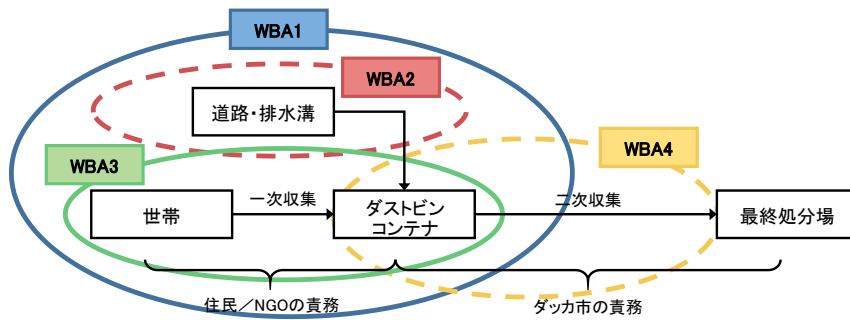 WBA1
WBA2
道路・排水溝
WBA3
WBA4
世帯
一次収集
ダストビン
コンテナ
二次収集
最終処分場
住民／NGOの責務
ダッカ市の責務